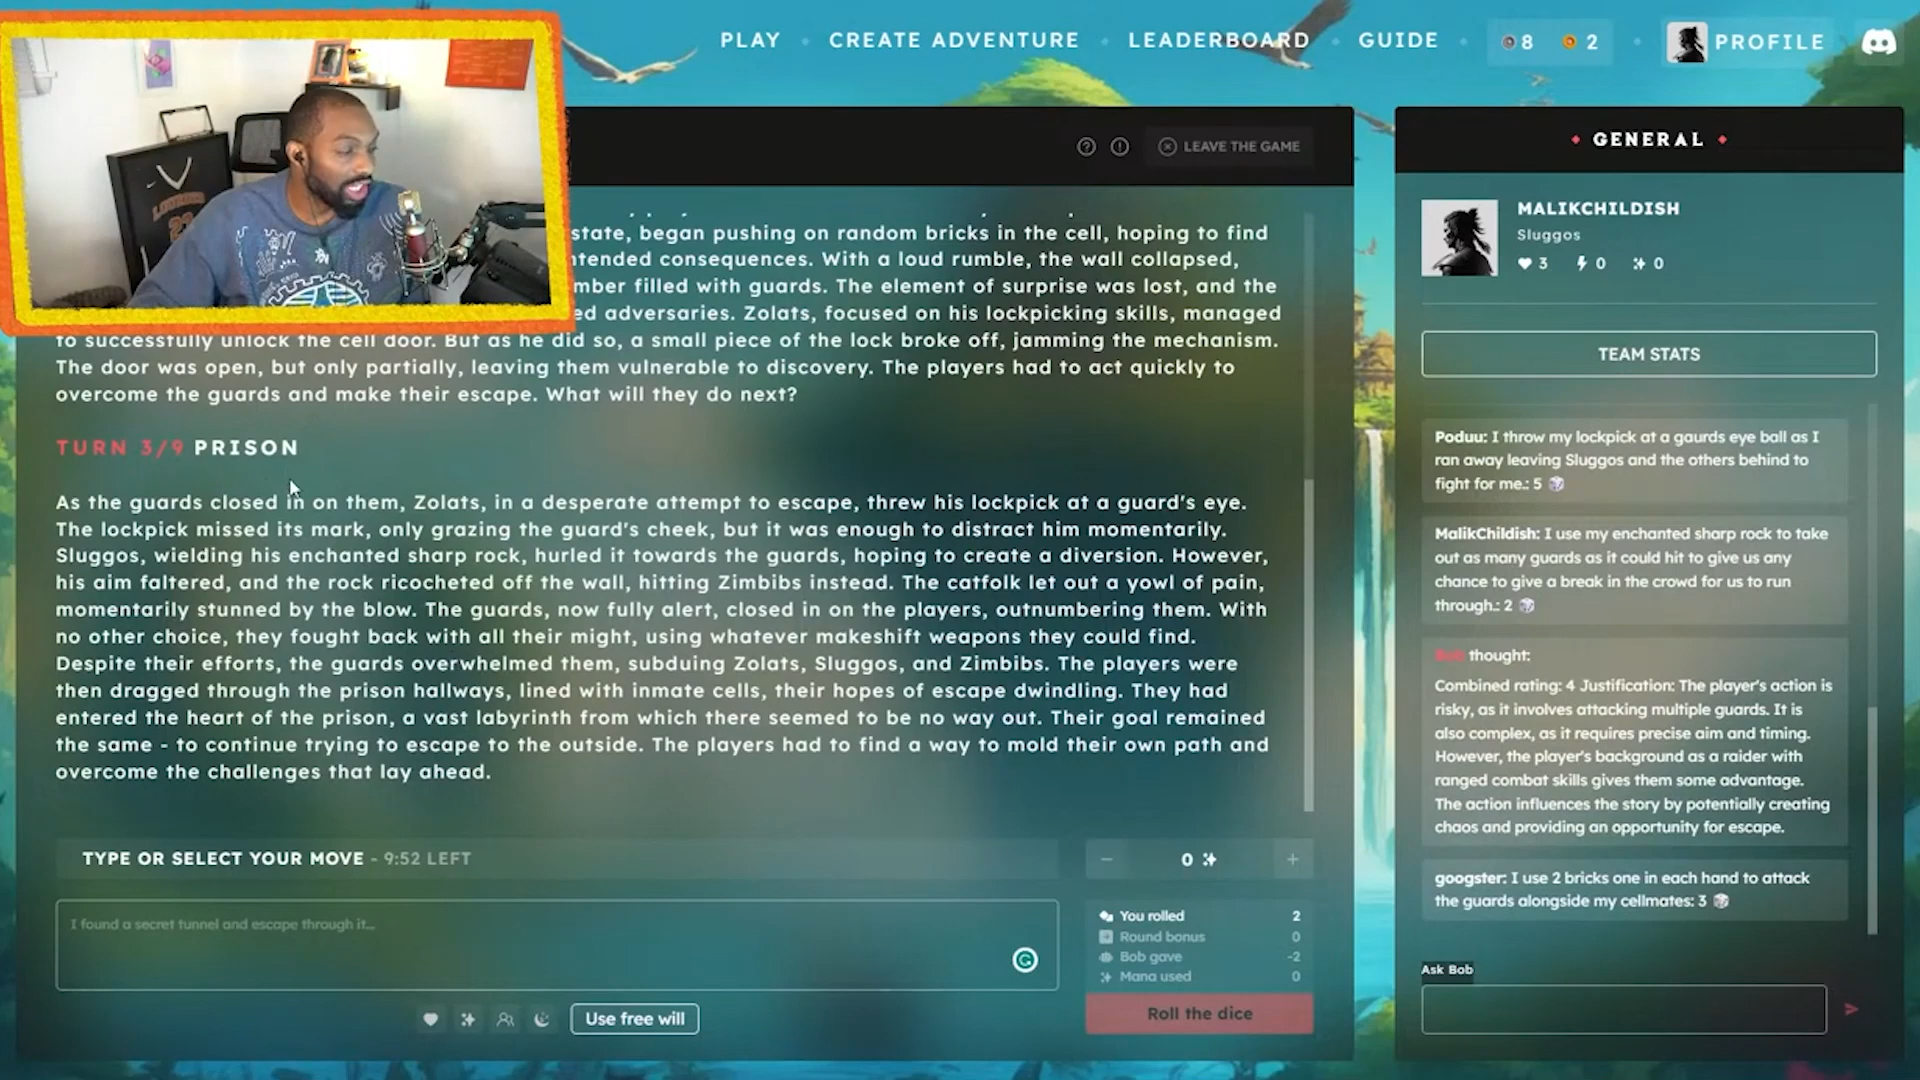 PLAY
CREATE ADVENTURE
LEADERBOARD
GUIDE
8
2
PROFILE
LEAVE THE GAME
state, began pushing on random bricks in the cell, hoping to find
ntended consequences. With a loud rumble, the wall collapsed,
mber filled with guards. The element of surprise was lost, and the
ed adversaries. Zolats, focused on his lockpicking skills, managed
to successfully unlock the cell door. But as he did so, a small piece of the lock broke off, jamming the mechanism.
The door was open, but only partially, leaving them vulnerable to discovery. The players had to act quickly to
overcome the guards and make their escape. What will they do next?
TURN 3/9 PRISON
As the guards closed in on them, Zolats, in a desperate attempt to escape, threw his lockpick at a guard's eye.
The lockpick missed its mark, only grazing the guard's cheek, but it was enough to distract him momentarily.
Sluggos, wielding his enchanted sharp rock, hurled it towards the guards, hoping to create a diversion. However,
his aim faltered, and the rock ricocheted off the wall, hitting Zimbibs instead. The catfolk let out a yowl of pain,
momentarily stunned by the blow. The guards, now fully alert, closed in on the players, outnumbering them. With
no other choice, they fought back with all their might, using whatever makeshift weapons they could find.
Despite their efforts, the guards overwhelmed them, subduing Zolats, Sluggos, and Zimbibs. The players were
then dragged through the prison hallways, lined with inmate cells, their hopes of escape dwindling. They had
entered the heart of the prison, a vast labyrinth from which there seemed to be no way out. Their goal remained
the same - to continue trying to escape to the outside. The players had to find a way to mold their own path and
overcome the challenges that lay ahead.
TYPE OR SELECT YOUR MOVE - 9:52 LEFT
0
I found a secret tunnel and escape through it...
You rolled 2
Round bonus 0
Bob gave -2
Mana used 0
Use free will
Roll the dice
GENERAL
MALIKCHILDISH
Sluggos
3 0 0
TEAM STATS
Poduu: I throw my lockpick at a gaurds eye ball as I
ran away leaving Sluggos and the others behind to
fight for me.: 5
MalikChildish: I use my enchanted sharp rock to take
out as many guards as it could hit to give us any
chance to give a break in the crowd for us to run
through.: 2
thought:
Combined rating: 4 Justification: The player's action is
risky, as it involves attacking multiple guards. It is
also complex, as it requires precise aim and timing.
However, the player's background as a raider with
ranged combat skills gives them some advantage.
The action influences the story by potentially creating
chaos and providing an opportunity for escape.
googster: I use 2 bricks one in each hand to attack
the guards alongside my cellmates: 3
Ask Bob